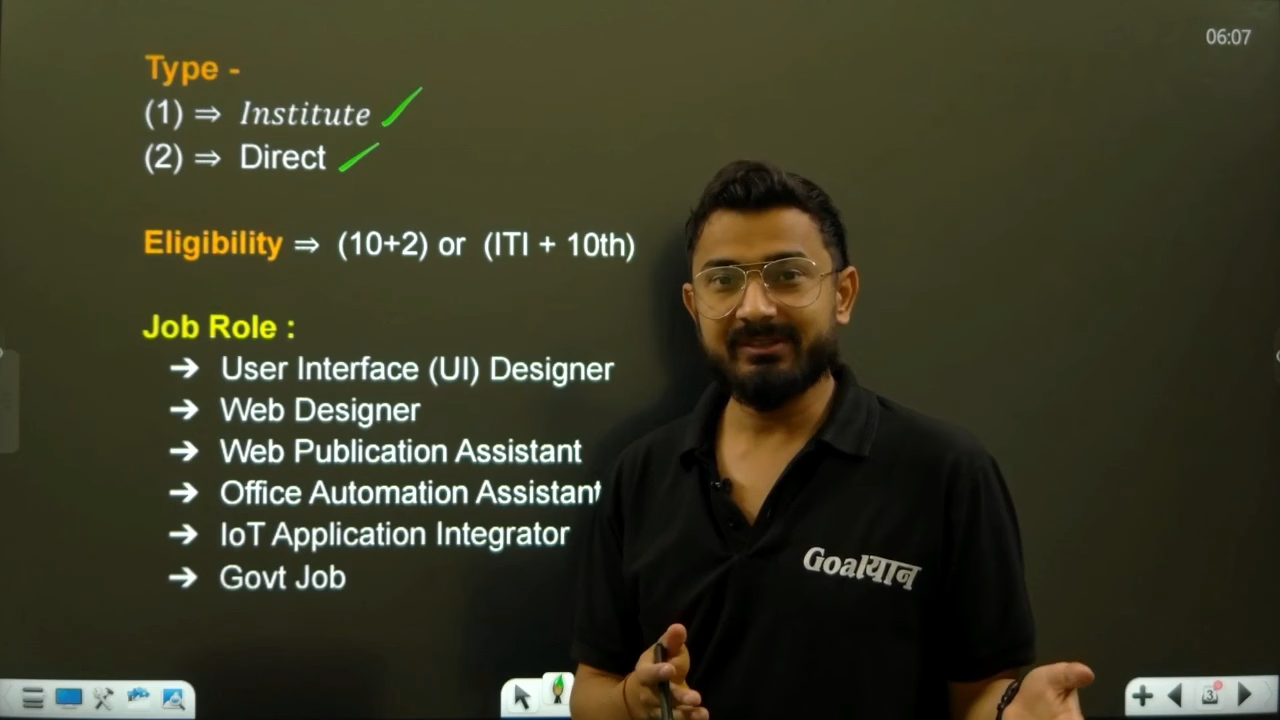 06:07
Type -
(1) ⇒ Institute
(2) ⇒ Direct
Eligibility ⇒ (10+2) or (ITI + 10th)
Job Role :
➔ User Interface (UI) Designer
➔ Web Designer
➔ Web Publication Assistant
➔ Office Automation Assistant
➔ IoT Application Integrator
➔ Govt Job
Goalयान
3